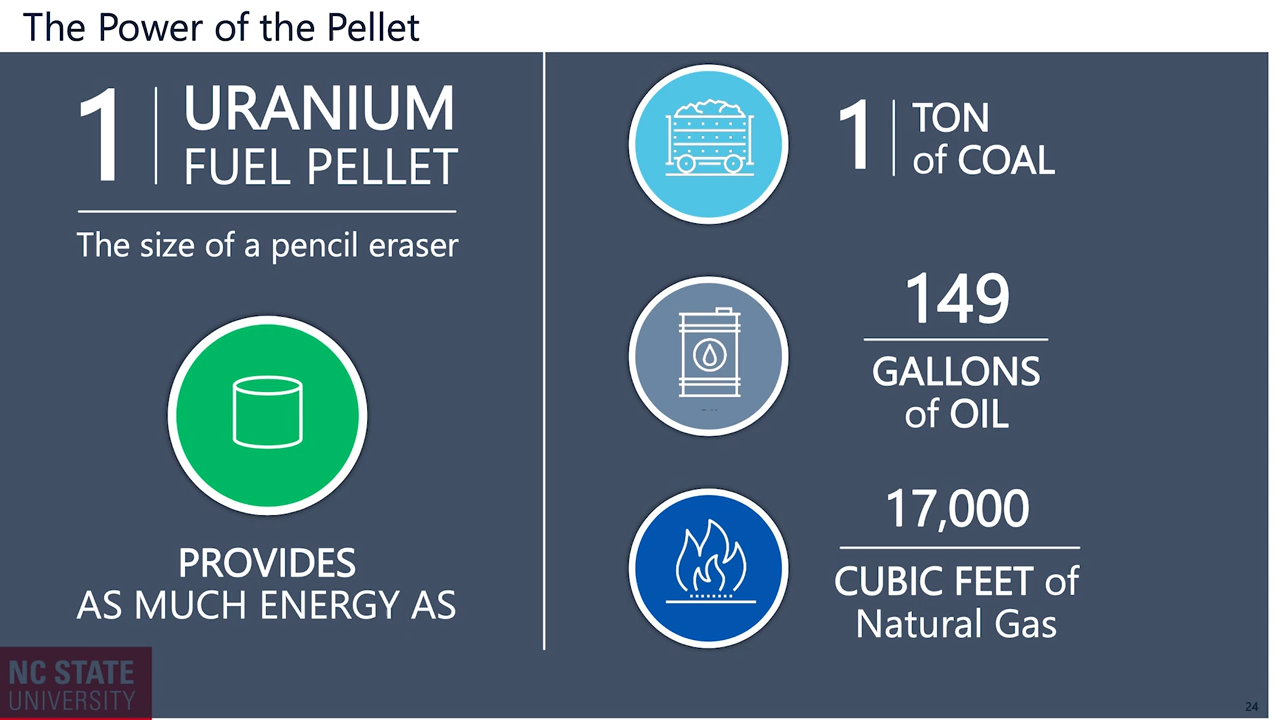 The Power of the Pellet
1
URANIUM
FUEL PELLET
The size of a pencil eraser
PROVIDES
AS MUCH ENERGY AS
1
TON
of COAL
149
GALLONS
of OIL
17,000
CUBIC FEET of
Natural Gas
NC STATE
UNIVERSITY
24